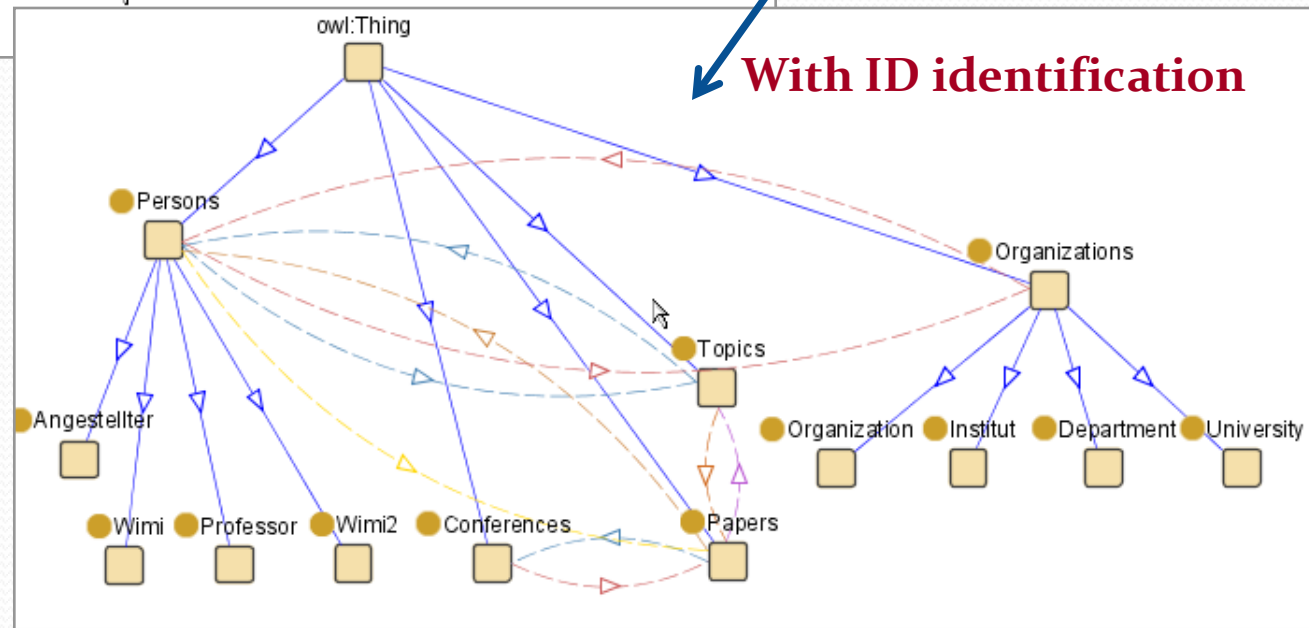 owl:Thing
With ID identification
Persons
Organizations
Topics
Angestellter
Organization
Institut
Department
University
Wimi
Professor
Wimi2
Conferences
Papers